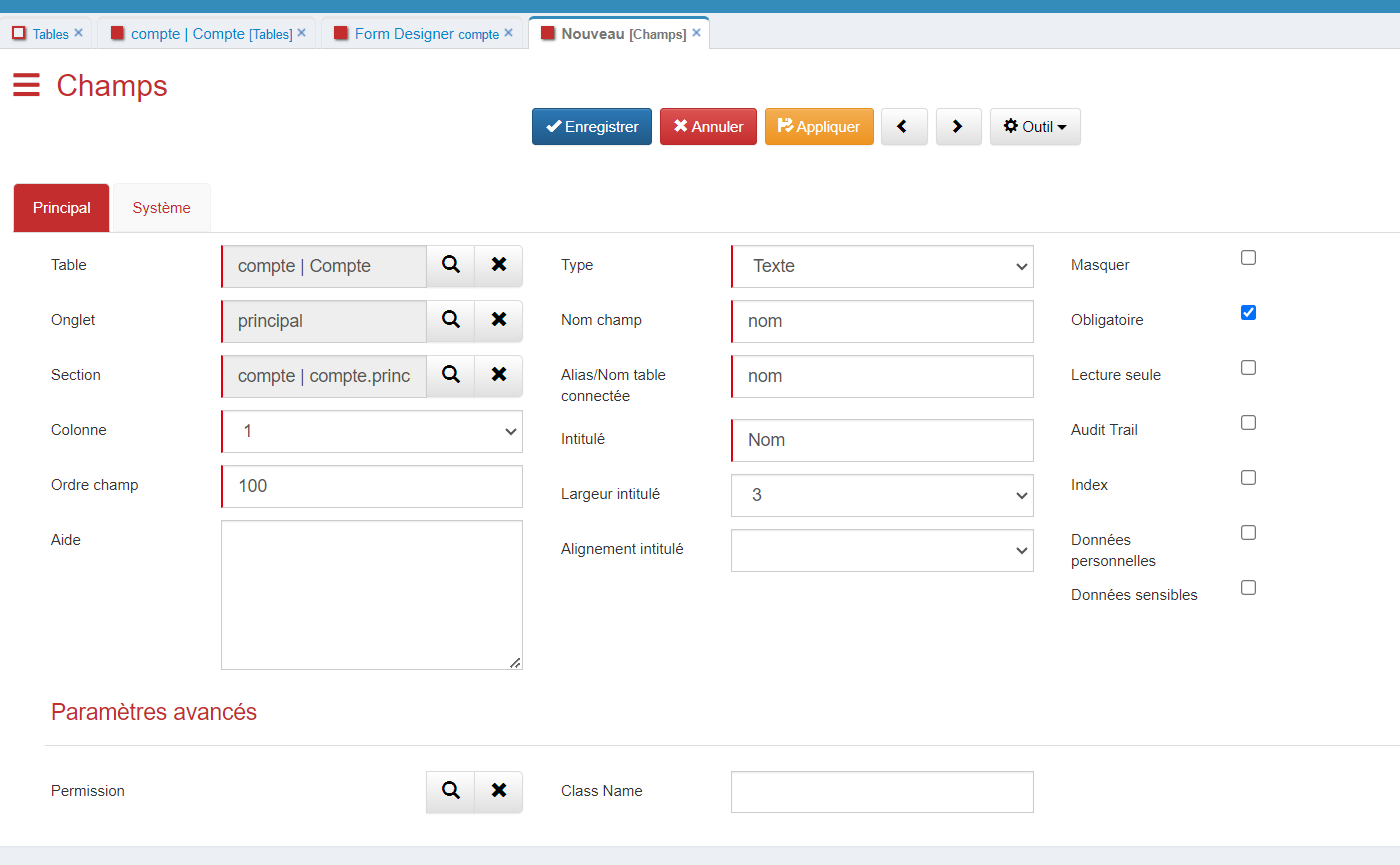 Tables × compte | Compte [Tables] × Form Designer compte × Nouveau [Champs] ×
Champs
Enregistrer Annuler Appliquer Outil
Principal Système
Table compte | Compte Type Texte Masquer
Onglet principal Nom champ nom Obligatoire
Section compte | compte.princ Alias/Nom table connectée nom Lecture seule
Colonne 1 Intitulé Nom Audit Trail
Ordre champ 100 Largeur intitulé 3 Index
Aide Alignement intitulé Données personnelles
Données sensibles
Paramètres avancés
Permission Class Name